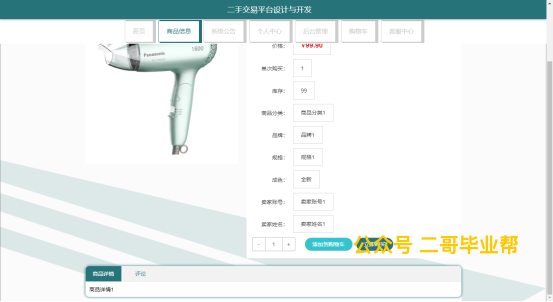 二手交易平台设计与开发
首页 商品信息 系统公告 个人中心 后台管理 购物车 客服中心
Panasonic
1800
价格： ￥99.90
单次购买： 1
库存： 99
商品分类： 商品分类1
品牌： 品牌1
规格： 规格1
成色： 全新
卖家账号： 卖家账号1
卖家姓名： 卖家姓名1
- 1 + 添加到购物车
公众号 二哥毕业帮
商品详情 评论
商品详情1